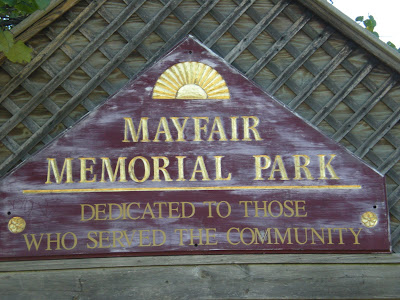 MAYFAIR
MEMORIAL PARK
DEDICATED TO THOSE
WHO SERVED THE COMMUNITY